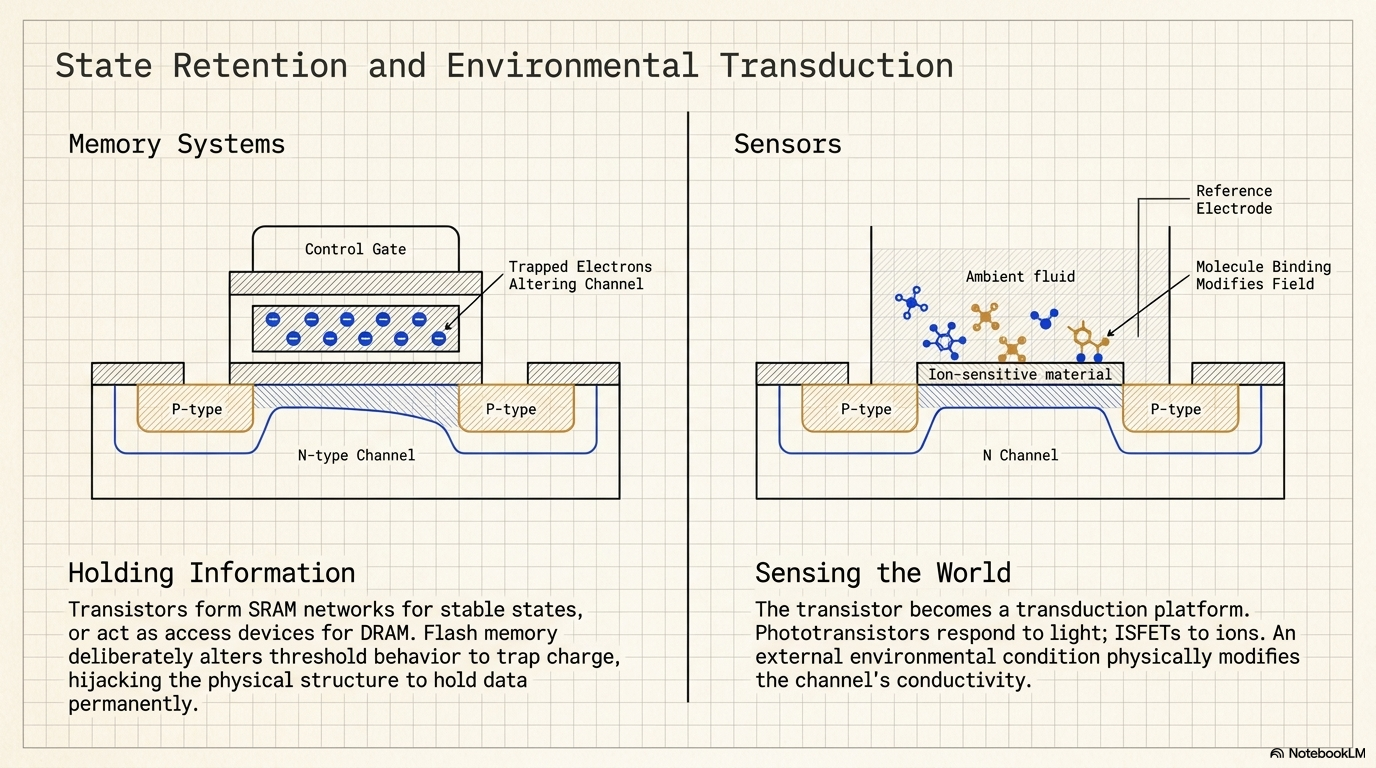 State Retention and Environmental Transduction
Memory Systems
Control Gate
Trapped Electrons
Altering Channel
P-type
P-type
N-type Channel
Holding Information
Transistors form SRAM networks for stable states,
or act as access devices for DRAM. Flash memory
deliberately alters threshold behavior to trap charge,
hijacking the physical structure to hold data
permanently.
Sensors
Reference
Electrode
Ambient fluid
Molecule Binding
Modifies Field
Ion-sensitive material
P-type
P-type
N Channel
Sensing the World
The transistor becomes a transduction platform.
Phototransistors respond to light; ISFETs to ions. An
external environmental condition physically modifies
the channel's conductivity.
NotebookLM